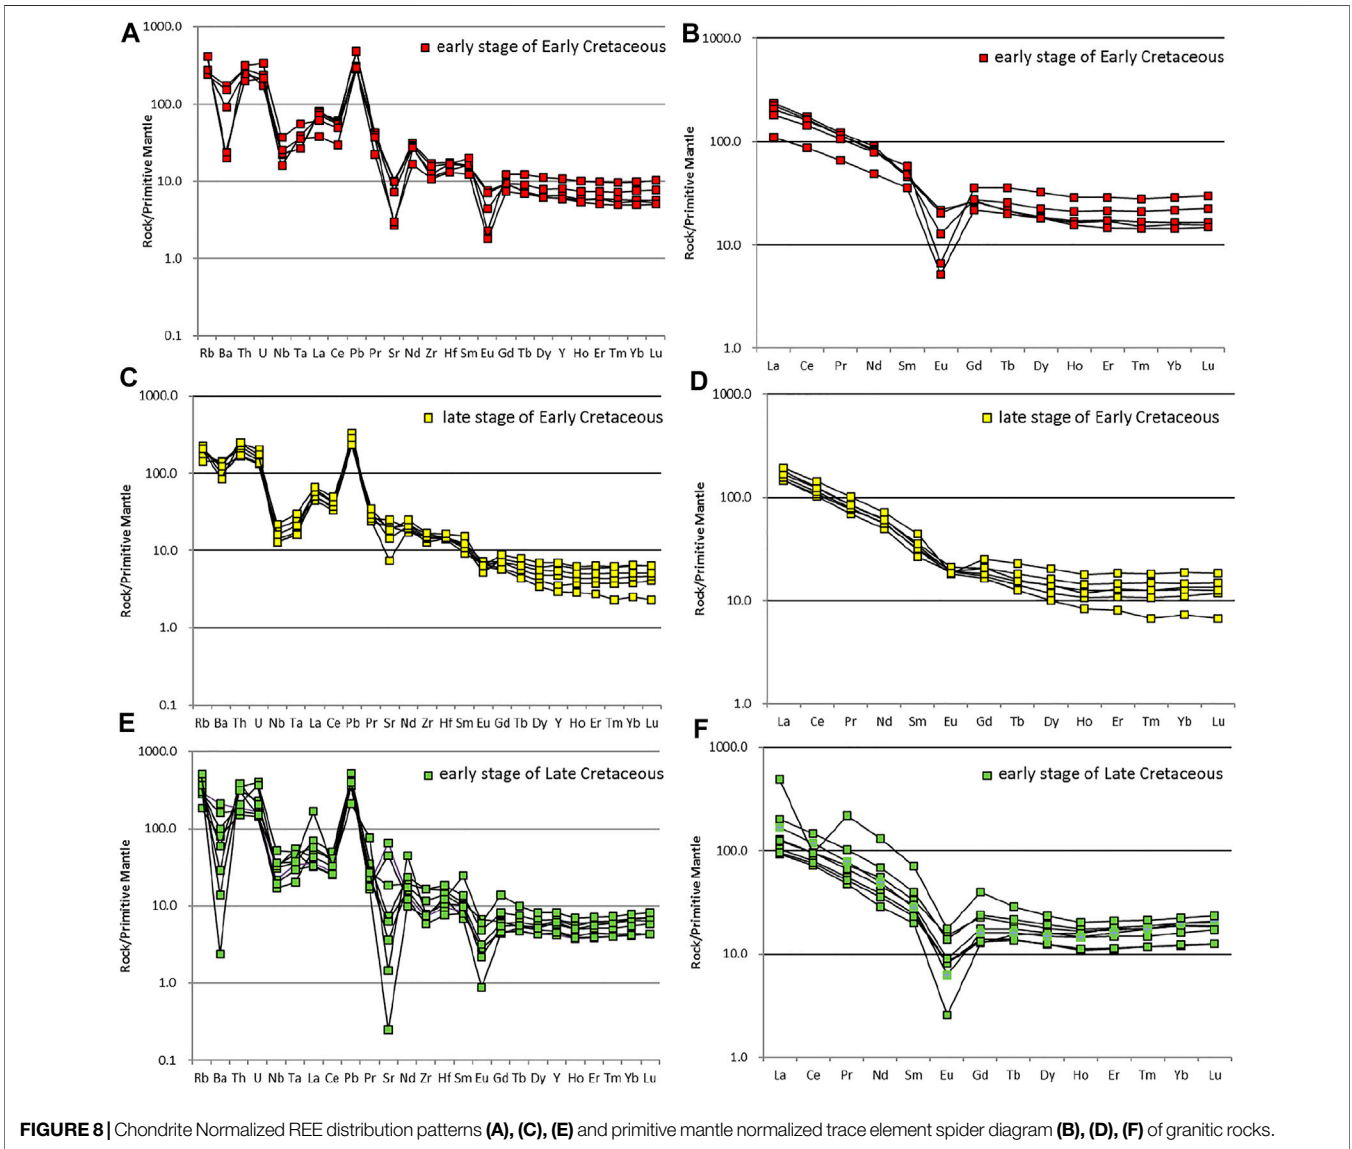 A
1000.0
100.0
10.0
1.0
0.1
Rock/Primitive Mantle
early stage of Early Cretaceous
Rb Ba Th U Nb Ta La Ce Pb Pr Sr Nd Zr Hf Sm Eu Gd Tb Dy Y Ho Er Tm Yb Lu
B
1000.0
100.0
10.0
1.0
Rock/Primitive Mantle
early stage of Early Cretaceous
La Ce Pr Nd Sm Eu Gd Tb Dy Ho Er Tm Yb Lu
C
1000.0
100.0
10.0
1.0
0.1
Rock/Primitive Mantle
late stage of Early Cretaceous
Rb Ba Th U Nb Ta La Ce Pb Pr Sr Nd Zr Hf Sm Eu Gd Tb Dy Y Ho Er Tm Yb Lu
D
1000.0
100.0
10.0
1.0
Rock/Primitive Mantle
late stage of Early Cretaceous
La Ce Pr Nd Sm Eu Gd Tb Dy Ho Er Tm Yb Lu
E
1000.0
100.0
10.0
1.0
0.1
Rock/Primitive Mantle
early stage of Late Cretaceous
Rb Ba Th U Nb Ta La Ce Pb Pr Sr Nd Zr Hf Sm Eu Gd Tb Dy Y Ho Er Tm Yb Lu
F
1000.0
100.0
10.0
1.0
Rock/Primitive Mantle
early stage of Late Cretaceous
La Ce Pr Nd Sm Eu Gd Tb Dy Ho Er Tm Yb Lu
FIGURE 8 | Chondrite Normalized REE distribution patterns (A), (C), (E) and primitive mantle normalized trace element spider diagram (B), (D), (F) of granitic rocks.